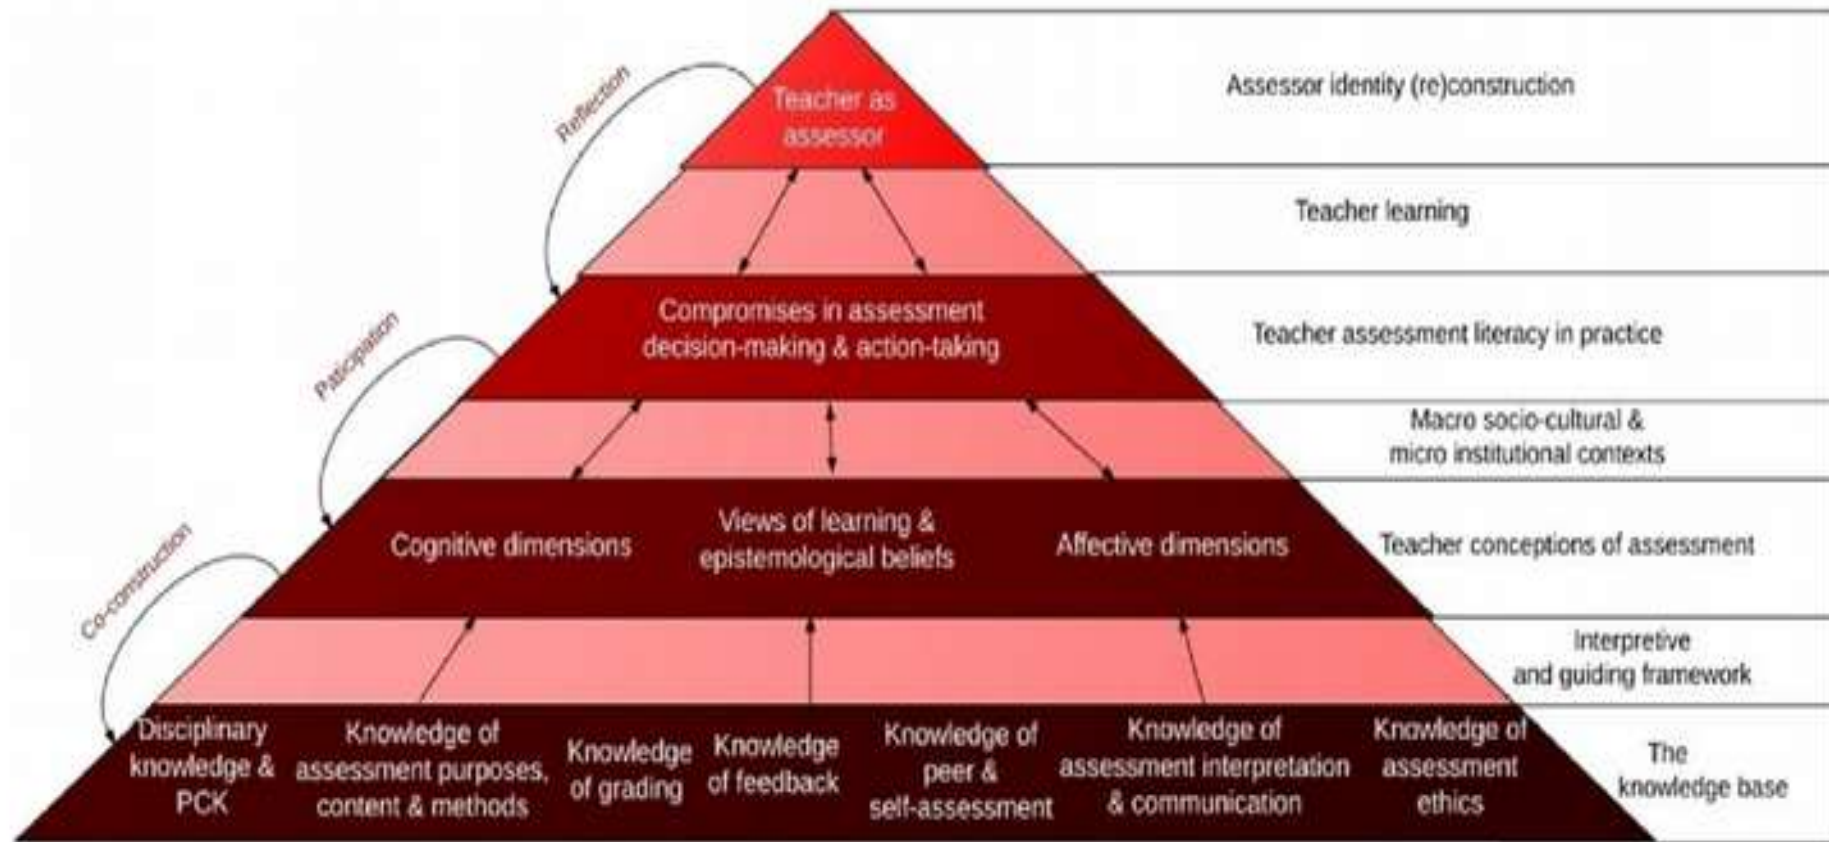 Reflection
Teacher as
assessor
Assessor identity (re)construction
Teacher learning
Paticipation
Compromises in assessment
decision-making & action-taking
Teacher assessment literacy in practice
Macro socio-cultural &
micro institutional contexts
Co-construction
Cognitive dimensions
Views of learning &
epistemological beliefs
Affective dimensions
Teacher conceptions of assessment
Interpretive
and guiding framework
Disciplinary
knowledge &
PCK
Knowledge of
assessment purposes,
content & methods
Knowledge
of grading
Knowledge
of feedback
Knowledge of
peer &
self-assessment
Knowledge of
assessment interpretation
& communication
Knowledge of
assessment
ethics
The
knowledge base